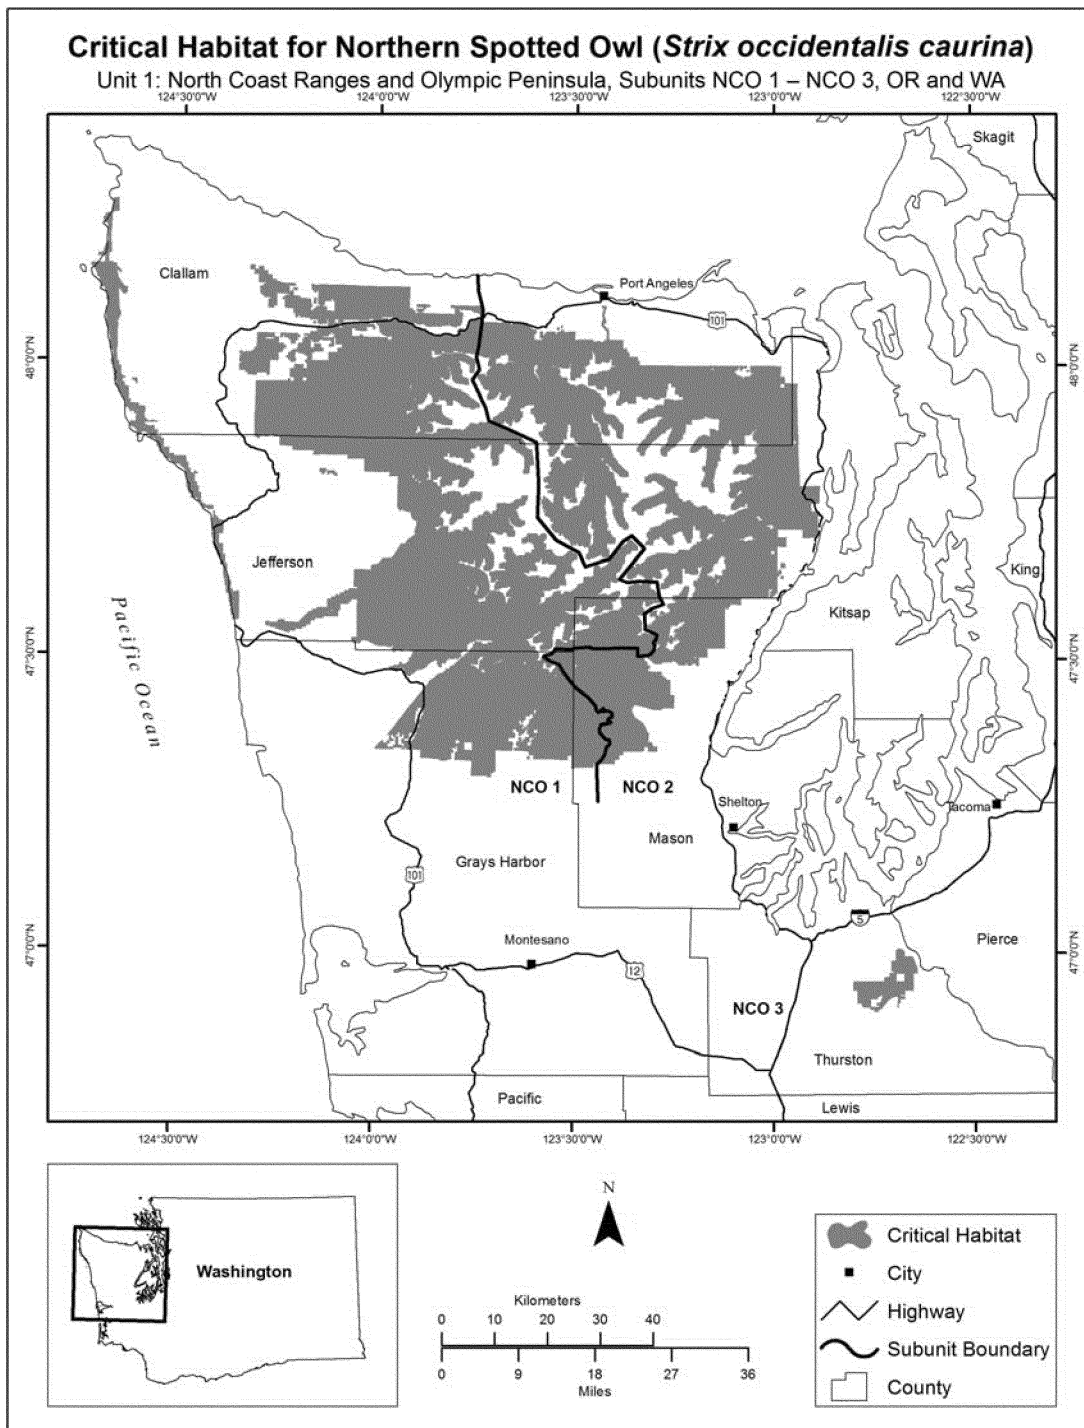 Critical Habitat for Northern Spotted Owl (Strix occidentalis caurina)
Unit 1: North Coast Ranges and Olympic Peninsula, Subunits NCO 1 – NCO 3, OR and WA
124°30'0"W 124°0'0"W 123°30'0"W 123°0'0"W 122°30'0"W
Skagit
Clallam
Port Angeles
101
48°0'0"N 48°0'0"N
Jefferson
King
Kitsap
Pacific Ocean
47°30'0"N 47°30'0"N
NCO 1 NCO 2
Shelton
Tacoma
Mason
Grays Harbor
101
5
Montesano
Pierce
47°0'0"N 47°0'0"N
12
NCO 3
Thurston
Pacific
Lewis
124°30'0"W 124°0'0"W 123°30'0"W 123°0'0"W 122°30'0"W
Washington
N
Kilometers
0 10 20 30 40
0 9 18 27 36
Miles
Critical Habitat
City
Highway
Subunit Boundary
County